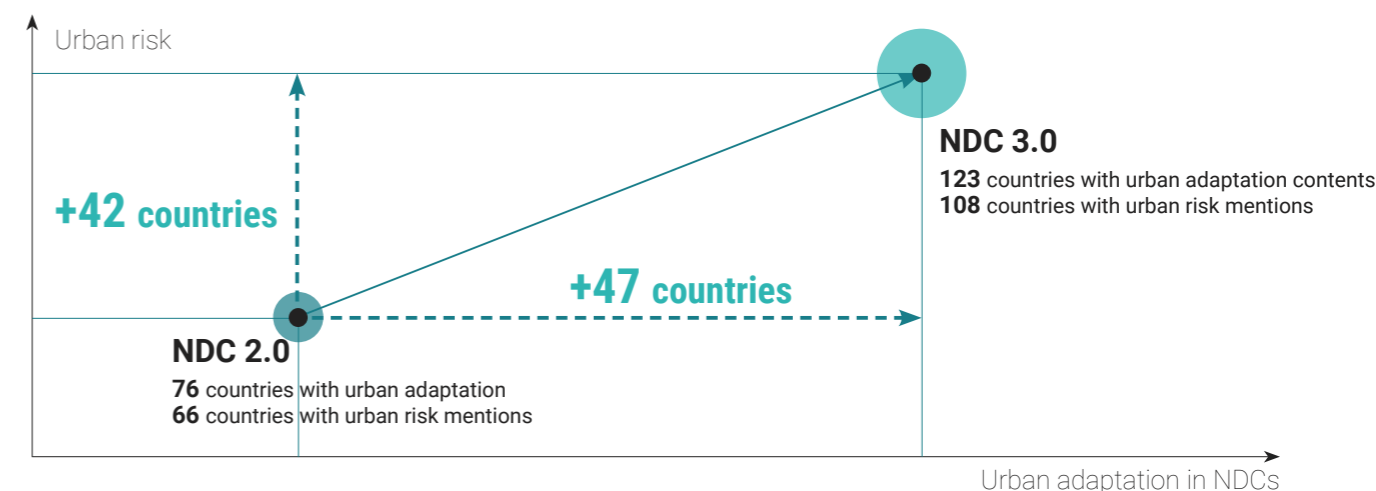 Urban risk
NDC 3.0
123 countries with urban adaptation contents
108 countries with urban risk mentions
+42 countries
+47 countries
NDC 2.0
76 countries with urban adaptation
66 countries with urban risk mentions
Urban adaptation in NDCs